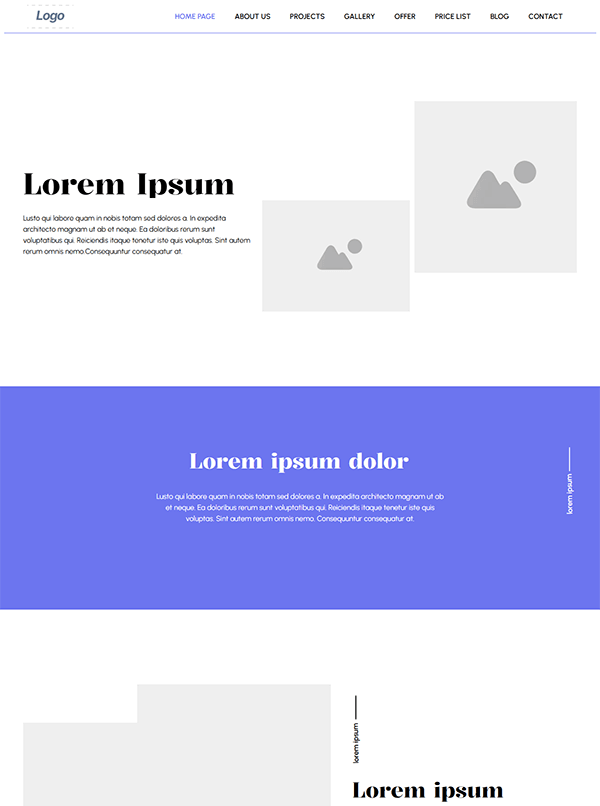 Logo
HOME PAGE ABOUT US PROJECTS GALLERY OFFER PRICE LIST BLOG CONTACT
Lorem Ipsum
Lusto qui labore quam in nobis totam sed dolores a. In expedita
architecto magnam ut ab et neque. Ea doloribus rerum sunt
voluptatibus qui. Reiciendis itaque tenetur iste quis voluptas. Sint autem
rerum omnis nemo.Consequuntur consequatur at.
Lorem ipsum dolor
Lusto qui labore quam in nobis totam sed dolores a. In expedita architecto magnam ut ab
et neque. Ea doloribus rerum sunt voluptatibus qui. Reiciendis itaque tenetur iste quis
voluptas. Sint autem rerum omnis nemo. Consequuntur consequatur at.
lorem ipsum
lorem ipsum
Lorem ipsum